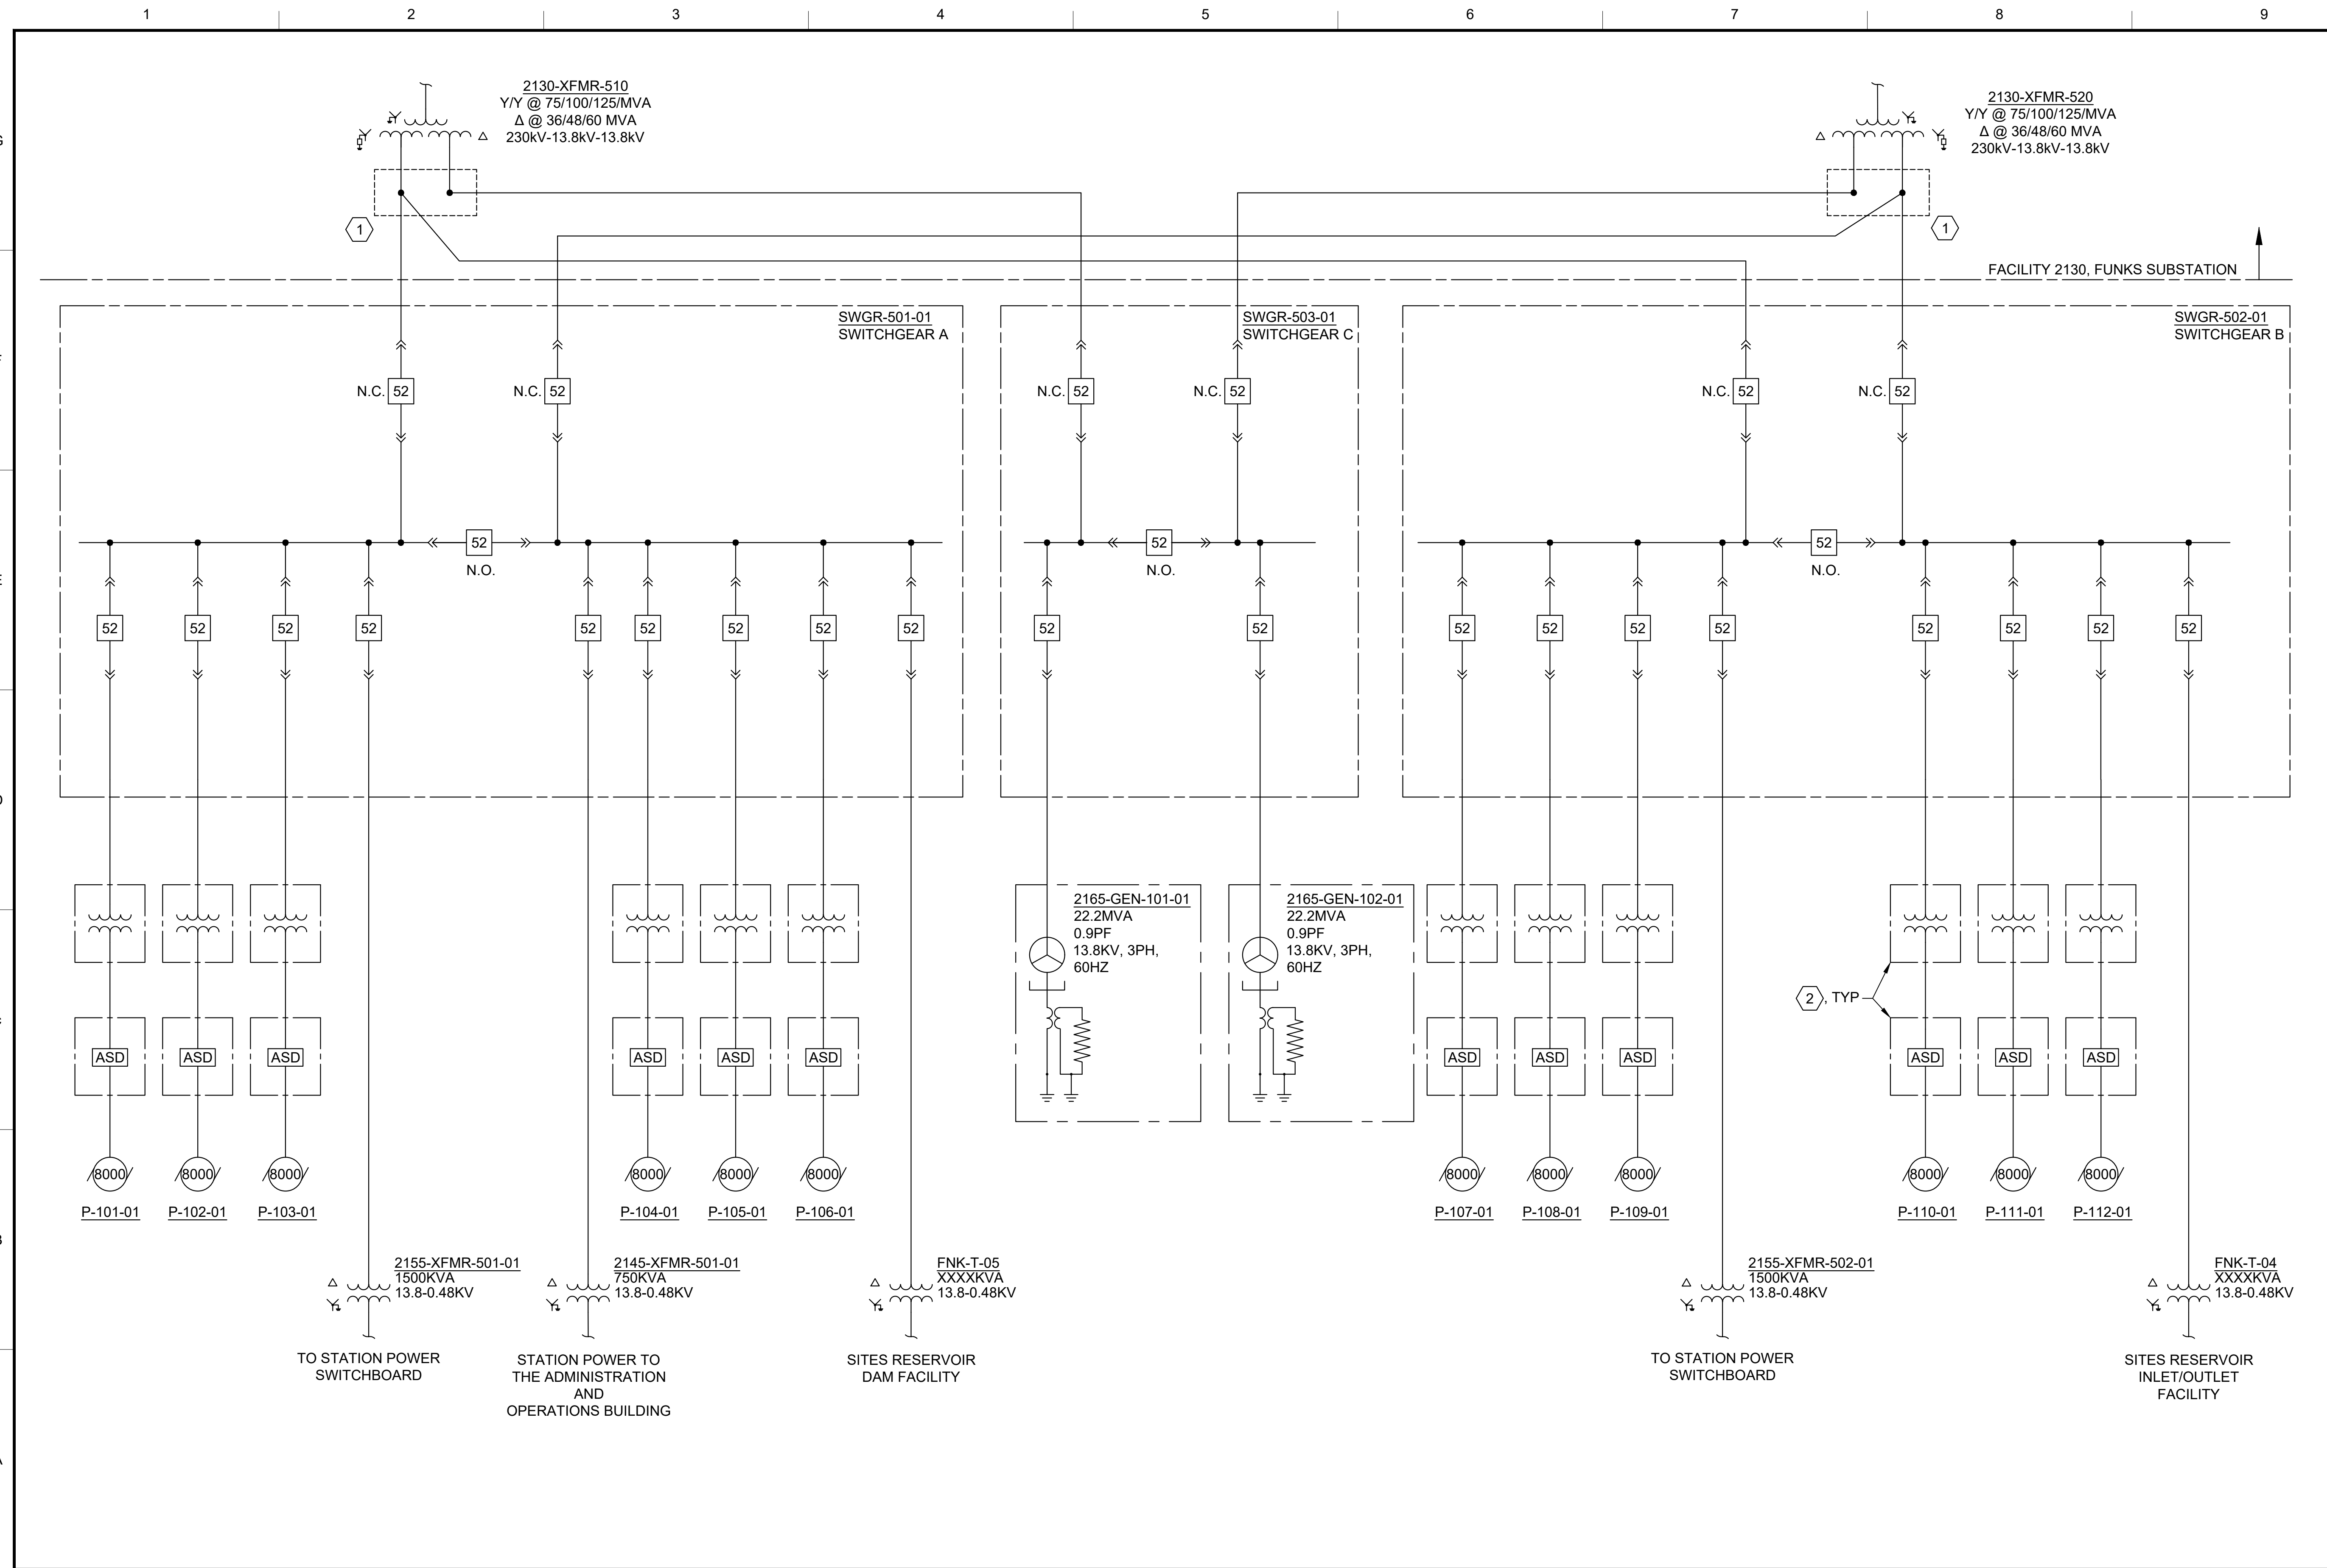 1 2 3 4 5 6 7 8 9
2130-XFMR-510
Y/Y @ 75/100/125/MVA
Δ @ 36/48/60 MVA
230kV-13.8kV-13.8kV
2130-XFMR-520
Y/Y @ 75/100/125/MVA
Δ @ 36/48/60 MVA
230kV-13.8kV-13.8kV
1
1
FACILITY 2130, FUNKS SUBSTATION
SWGR-501-01
SWITCHGEAR A
SWGR-503-01
SWITCHGEAR C
SWGR-502-01
SWITCHGEAR B
N.C. 52 N.C. 52 N.C. 52 N.C. 52 N.C. 52 N.C. 52
52 52 52
N.O. N.O. N.O.
52 52 52 52 52 52 52 52 52 52 52 52 52 52 52 52 52 52 52
2165-GEN-101-01
22.2MVA
0.9PF
13.8KV, 3PH,
60HZ
2165-GEN-102-01
22.2MVA
0.9PF
13.8KV, 3PH,
60HZ
2 , TYP
ASD ASD ASD ASD ASD ASD ASD ASD ASD ASD ASD ASD
8000 8000 8000 8000 8000 8000 8000 8000 8000 8000 8000 8000
P-101-01 P-102-01 P-103-01 P-104-01 P-105-01 P-106-01 P-107-01 P-108-01 P-109-01 P-110-01 P-111-01 P-112-01
2155-XFMR-501-01
1500KVA
13.8-0.48KV
2145-XFMR-501-01
750KVA
13.8-0.48KV
FNK-T-05
XXXXKVA
13.8-0.48KV
2155-XFMR-502-01
1500KVA
13.8-0.48KV
FNK-T-04
XXXXKVA
13.8-0.48KV
TO STATION POWER
SWITCHBOARD
STATION POWER TO
THE ADMINISTRATION
AND
OPERATIONS BUILDING
SITES RESERVOIR
DAM FACILITY
TO STATION POWER
SWITCHBOARD
SITES RESERVOIR
INLET/OUTLET
FACILITY